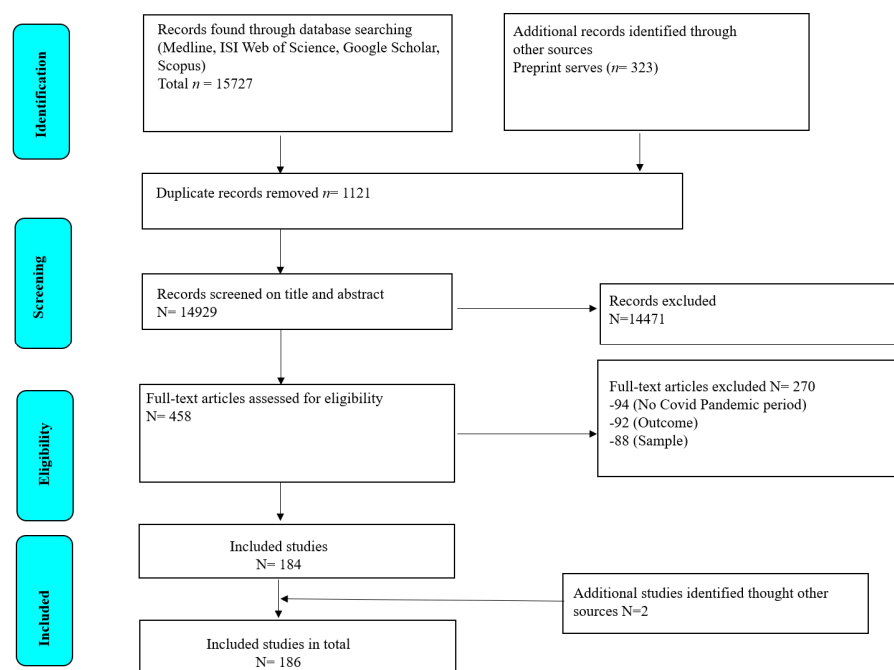 Identification
Records found through database searching
(Medline, ISI Web of Science, Google Scholar,
Scopus)
Total n = 15727
Additional records identified through
other sources
Preprint serves (n= 323)
Duplicate records removed n= 1121
Screening
Records screened on title and abstract
N= 14929
Records excluded
N=14471
Eligibility
Full-text articles assessed for eligibility
N= 458
Full-text articles excluded N= 270
-94 (No Covid Pandemic period)
-92 (Outcome)
-88 (Sample)
Included
Included studies
N= 184
Additional studies identified thought other
sources N=2
Included studies in total
N= 186